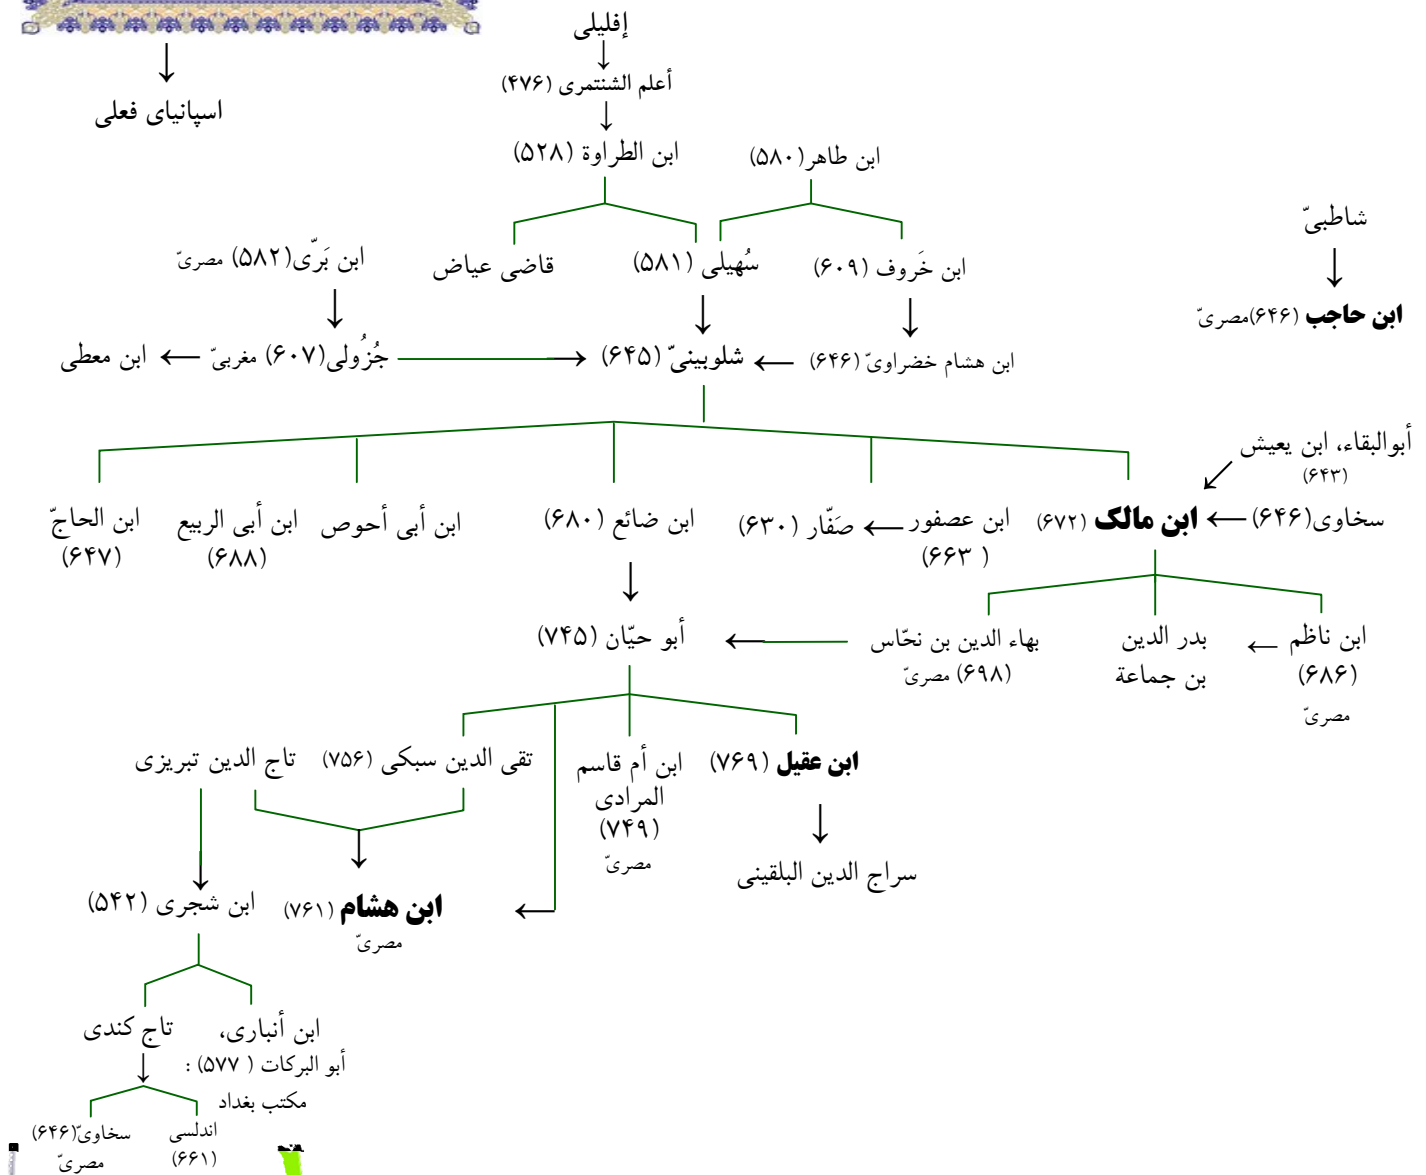 إفلیلی
أعلم الشنتمری (۴۷۶)
اسپانیای فعلی
ابن الطراوة (۵۲۸)
ابن طاهر(۵۸۰)
شاطبیّ
ابن حاجب (۶۴۶)مصریّ
ابن خَروف (۶۰۹)
سُهیلی (۵۸۱)
قاضی عیاض
ابن بَرّی(۵۸۲) مصریّ
ابن هشام خضراویّ (۶۴۶)
شلوبینیّ (۶۴۵)
جُزُولی(۶۰۷) مغربیّ
ابن معطی
أبوالبقاء، ابن یعیش
(۶۴۳)
سخاوی(۶۴۶)
ابن مالک (۶۷۲)
ابن عصفور
(۶۶۳ )
صَفّار (۶۳۰)
ابن ضائع (۶۸۰)
ابن أبی أحوص
ابن أبی الربیع
(۶۸۸)
ابن الحاجّ
(۶۴۷)
ابن ناظم
(۶۸۶)
مصریّ
بدر الدین
بن جماعة
بهاء الدین بن نحّاس
(۶۹۸) مصریّ
أبو حیّان (۷۴۵)
ابن عقیل (۷۶۹)
ابن أم قاسم
المرادی
(۷۴۹)
مصریّ
تقی الدین سبکی (۷۵۶)
تاج الدین تبریزی
سراج الدین البلقینی
ابن هشام (۷۶۱)
مصریّ
ابن شجری (۵۴۲)
ابن أنباری،
أبو البرکات ( ۵۷۷) :
مکتب بغداد
تاج کندی
اندلسی
(۶۶۱)
سخاویّ(۶۴۶)
مصریّ